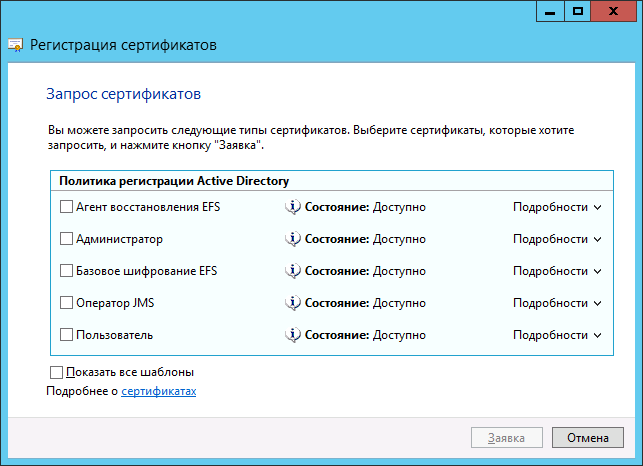 Регистрация сертификатов
Запрос сертификатов
Вы можете запросить следующие типы сертификатов. Выберите сертификаты, которые хотите
запросить, и нажмите кнопку "Заявка".
Политика регистрации Active Directory
Агент восстановления EFS Состояние: Доступно Подробности
Администратор Состояние: Доступно Подробности
Базовое шифрование EFS Состояние: Доступно Подробности
Оператор JMS Состояние: Доступно Подробности
Пользователь Состояние: Доступно Подробности
Показать все шаблоны
Подробнее о сертификатах
Заявка Отмена